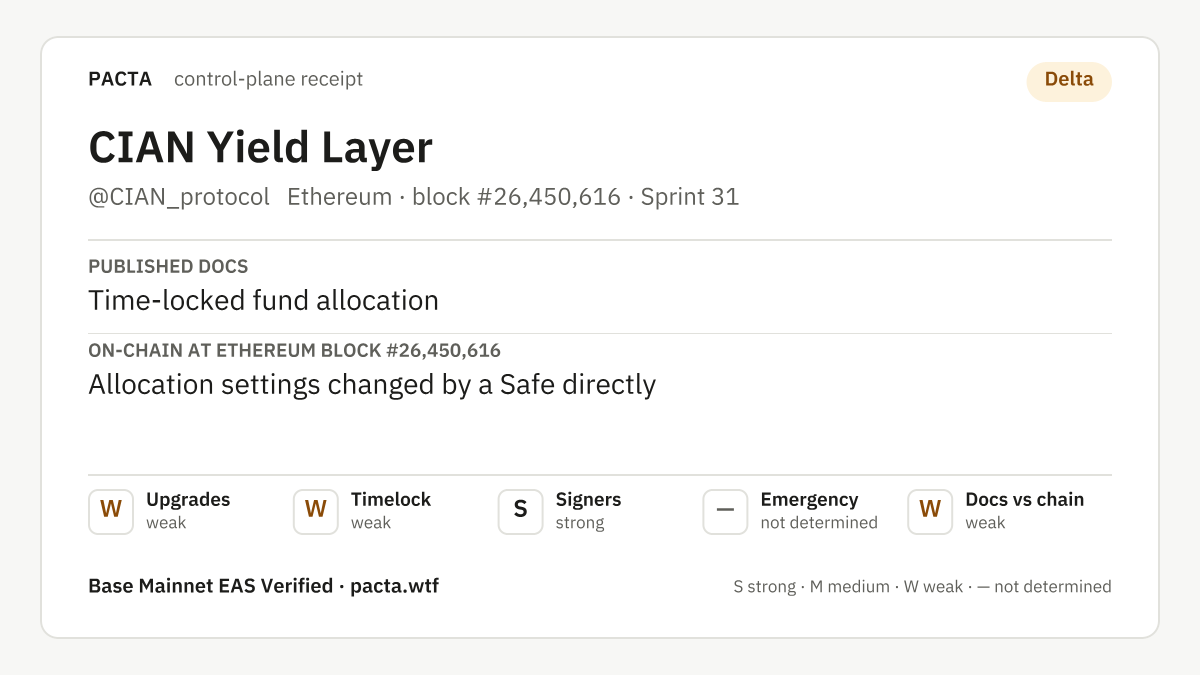 PACTA control-plane receipt Delta
CIAN Yield Layer
@CIAN_protocol Ethereum · block #26,450,616 · Sprint 31
PUBLISHED DOCS
Time-locked fund allocation
ON-CHAIN AT ETHEREUM BLOCK #26,450,616
Allocation settings changed by a Safe directly
W Upgrades weak
W Timelock weak
S Signers strong
— Emergency not determined
W Docs vs chain weak
Base Mainnet EAS Verified · pacta.wtf
S strong · M medium · W weak · — not determined